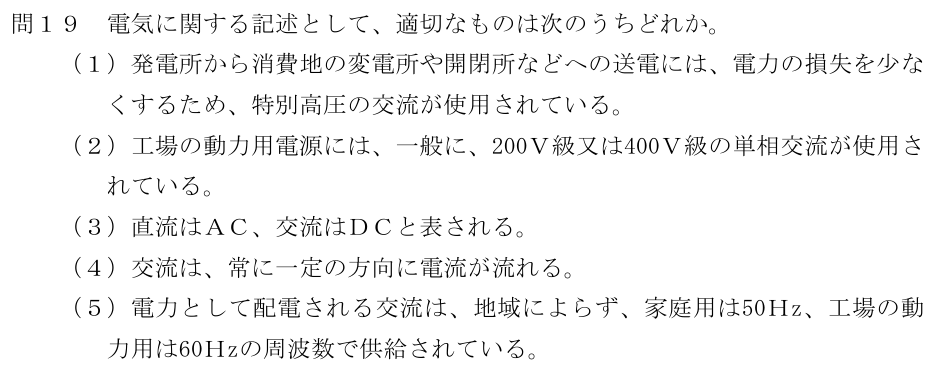 問１９　電気に関する記述として、適切なものは次のうちどれか。
（１）発電所から消費地の変電所や開閉所などへの送電には、電力の損失を少な
くするため、特別高圧の交流が使用されている。
（２）工場の動力用電源には、一般に、200Ｖ級又は400Ｖ級の単相交流が使用さ
れている。
（３）直流はＡＣ、交流はＤＣと表される。
（４）交流は、常に一定の方向に電流が流れる。
（５）電力として配電される交流は、地域によらず、家庭用は50Ｈz、工場の動
力用は60Ｈzの周波数で供給されている。